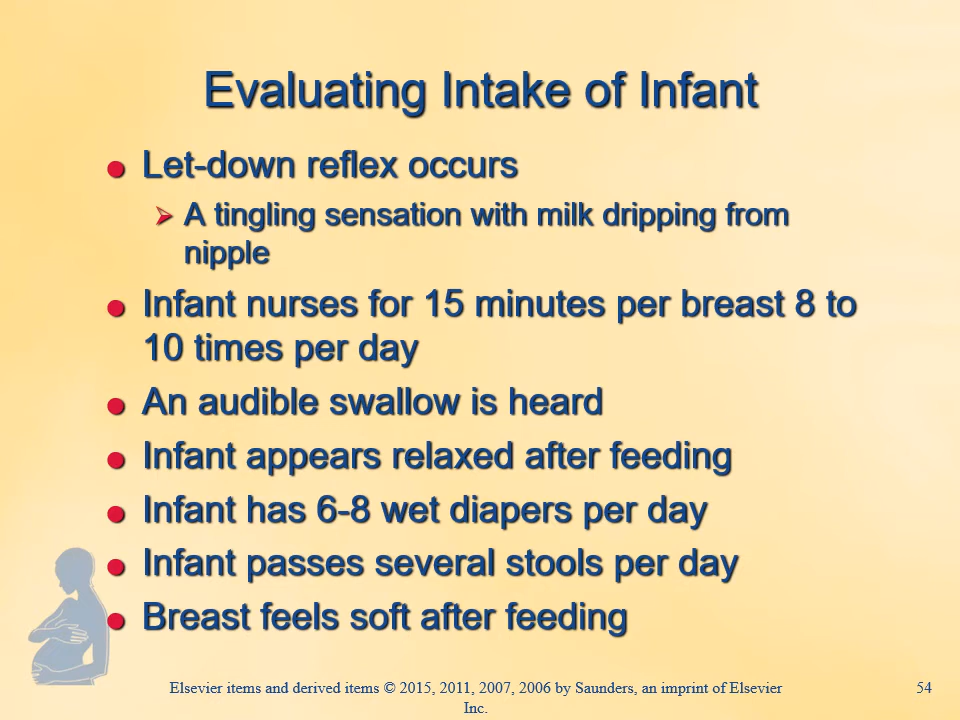 Evaluating Intake of Infant
Let-down reflex occurs
A tingling sensation with milk dripping from
nipple
Infant nurses for 15 minutes per breast 8 to
10 times per day
An audible swallow is heard
Infant appears relaxed after feeding
Infant has 6-8 wet diapers per day
Infant passes several stools per day
Breast feels soft after feeding
Elsevier items and derived items © 2015, 2011, 2007, 2006 by Saunders, an imprint of Elsevier
Inc.
54